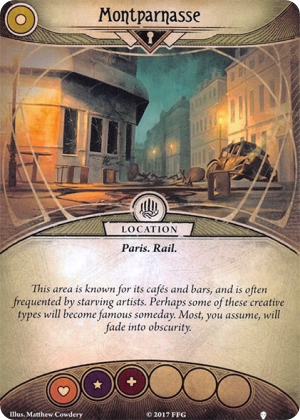 Montparnasse
LOCATION
Paris. Rail.
This area is known for its cafés and bars, and is often
frequented by starving artists. Perhaps some of these creative
types will become famous someday. Most, you assume, will
fade into obscurity.
Illus. Matthew Cowdery
© 2017 FFG